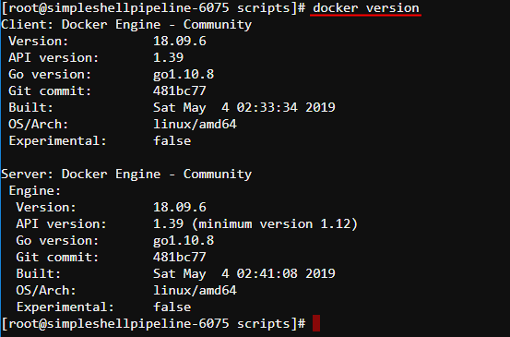 [root@simpleshellpipeline-6075 scripts]# docker version
Client: Docker Engine - Community
 Version:           18.09.6
 API version:       1.39
 Go version:        go1.10.8
 Git commit:        481bc77
 Built:             Sat May  4 02:33:34 2019
 OS/Arch:           linux/amd64
 Experimental:      false

Server: Docker Engine - Community
 Engine:
  Version:          18.09.6
  API version:      1.39 (minimum version 1.12)
  Go version:       go1.10.8
  Git commit:       481bc77
  Built:            Sat May  4 02:41:08 2019
  OS/Arch:          linux/amd64
  Experimental:     false
[root@simpleshellpipeline-6075 scripts]#